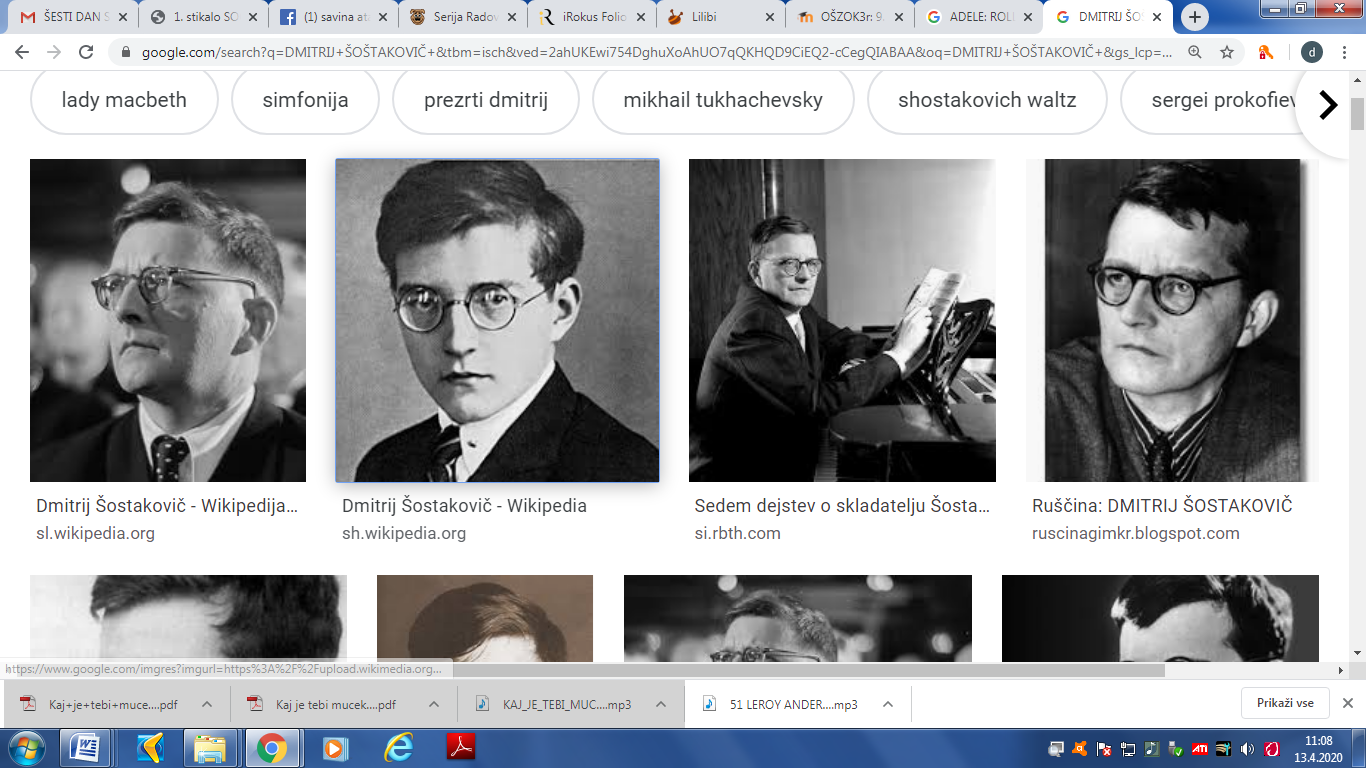 ŠESTI DAN S
1. stikalo SO
(1) savina ata
Serija Radov
iRokus Folio
Lilibi
OŠZOK3r: 9.
ADELE: ROLL
DMITRIJ ŠOS
google.com/search?q=DMITRIJ+ŠOŠTAKOVIČ+&tbm=isch&ved=2ahUKEwi754DghuXoAhUO7qQKHQD9CiEQ2-cCegQIABAA&oq=DMITRIJ+ŠOŠTAKOVIČ+&gs_lcp=...
d
lady macbeth
simfonija
prezrti dmitrij
mikhail tukhachevsky
shostakovich waltz
sergei prokofiev
Dmitrij Šostakovič - Wikipedija...
sl.wikipedia.org
Dmitrij Šostakovič - Wikipedia
sh.wikipedia.org
Sedem dejstev o skladatelju Šosta...
si.rbth.com
Ruščina: DMITRIJ ŠOSTAKOVIČ
ruscinagimkr.blogspot.com
https://www.google.com/imgres?imgurl=https%3A%2F%2Fupload.wikimedia.org...
Kaj+je+tebi+muce....pdf
Kaj je tebi mucek....pdf
KAJ_JE_TEBI_MUC....mp3
51 LEROY ANDER....mp3
Prikaži vse
11:08
13.4.2020